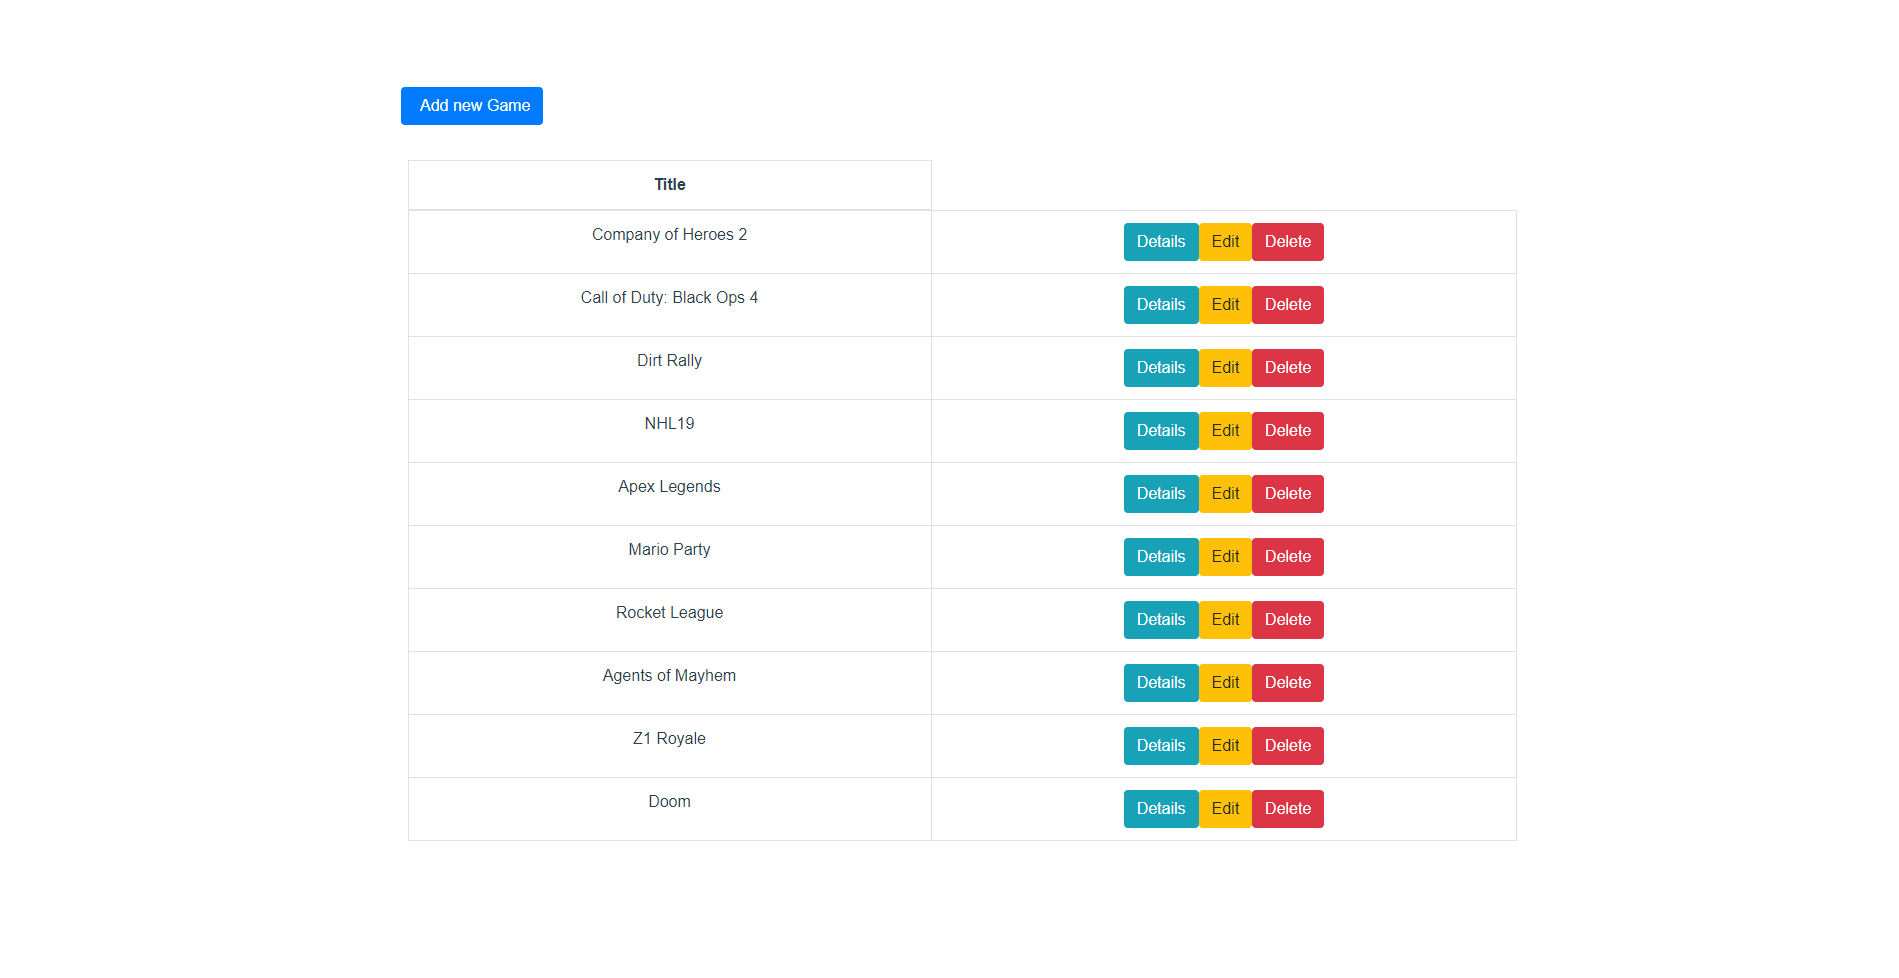 Add new Game
Title
Company of Heroes 2 Details Edit Delete
Call of Duty: Black Ops 4 Details Edit Delete
Dirt Rally Details Edit Delete
NHL19 Details Edit Delete
Apex Legends Details Edit Delete
Mario Party Details Edit Delete
Rocket League Details Edit Delete
Agents of Mayhem Details Edit Delete
Z1 Royale Details Edit Delete
Doom Details Edit Delete